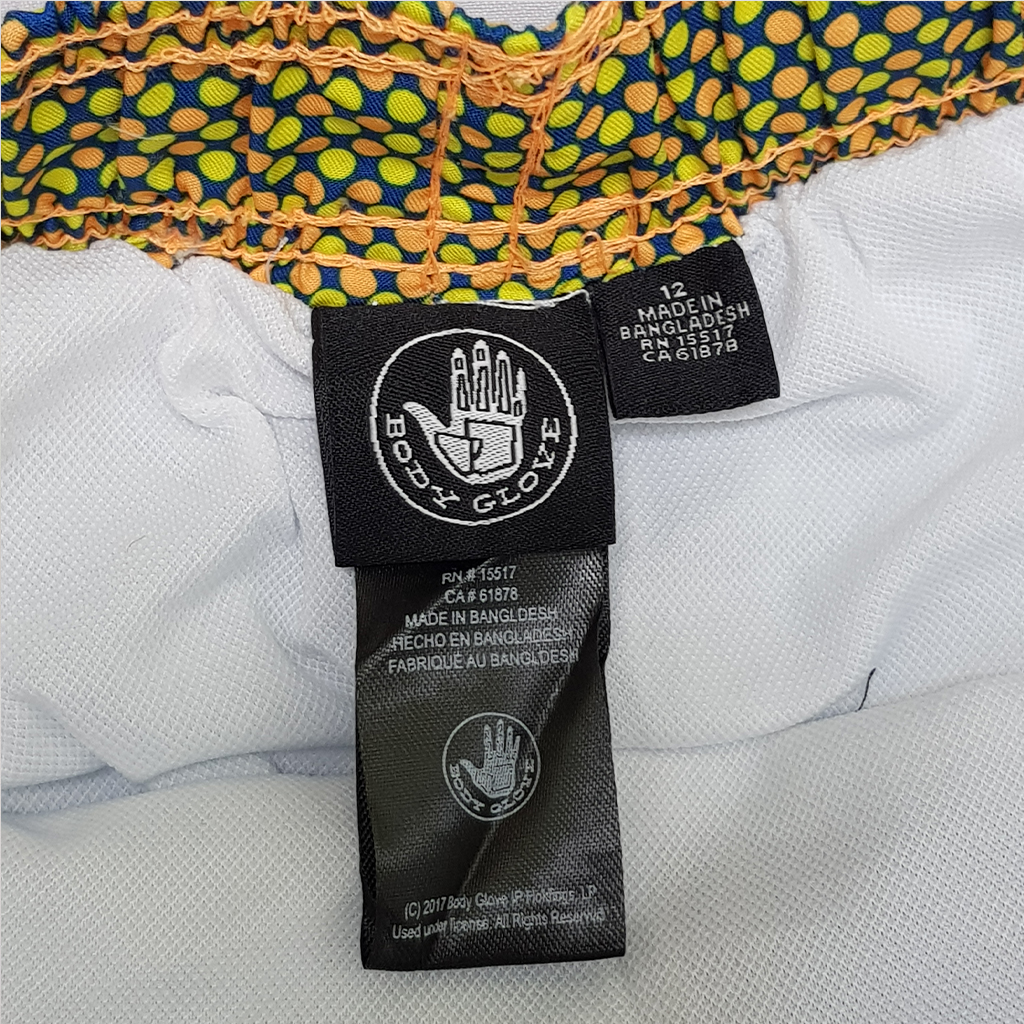 12
MADE IN
BANGLADESH
RN 15517
CA 61878
BODY GLOVE
RN # 15517
CA # 61878
MADE IN BANGLDESH
HECHO EN BANGLADESH
FABRIQUE AU BANGLDESH
BODY GLOVE
(C) 2017 Body Glove IP Holdings, LP
Used under license. All Rights Reserved